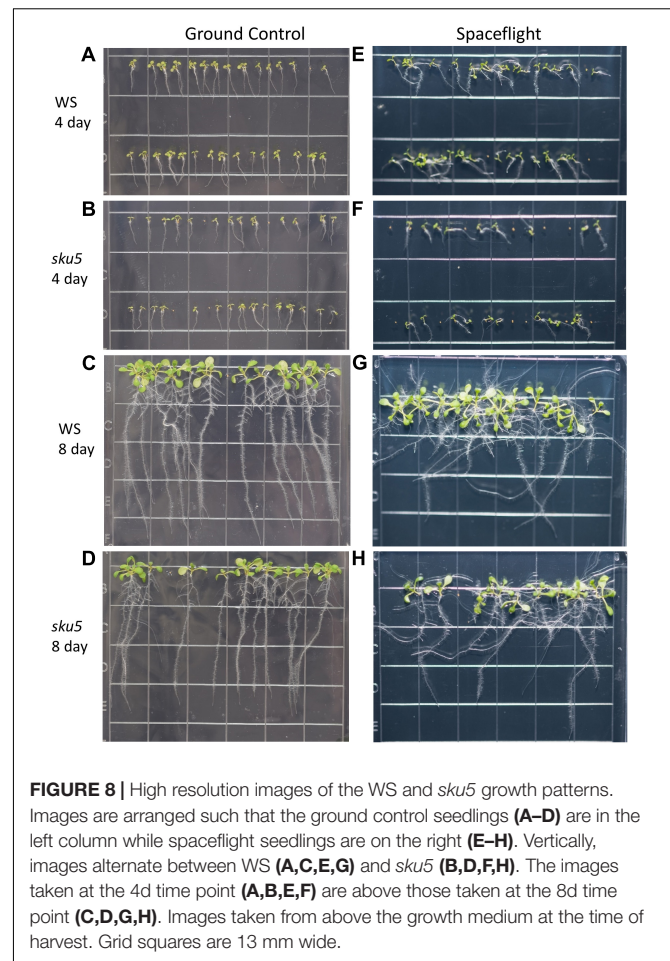 Ground Control
Spaceflight
A
E
WS
4 day
B
F
sku5
4 day
C
G
WS
8 day
D
H
sku5
8 day
FIGURE 8 | High resolution images of the WS and sku5 growth patterns.
Images are arranged such that the ground control seedlings (A–D) are in the
left column while spaceflight seedlings are on the right (E–H). Vertically,
images alternate between WS (A,C,E,G) and sku5 (B,D,F,H). The images
taken at the 4d time point (A,B,E,F) are above those taken at the 8d time
point (C,D,G,H). Images taken from above the growth medium at the time of
harvest. Grid squares are 13 mm wide.